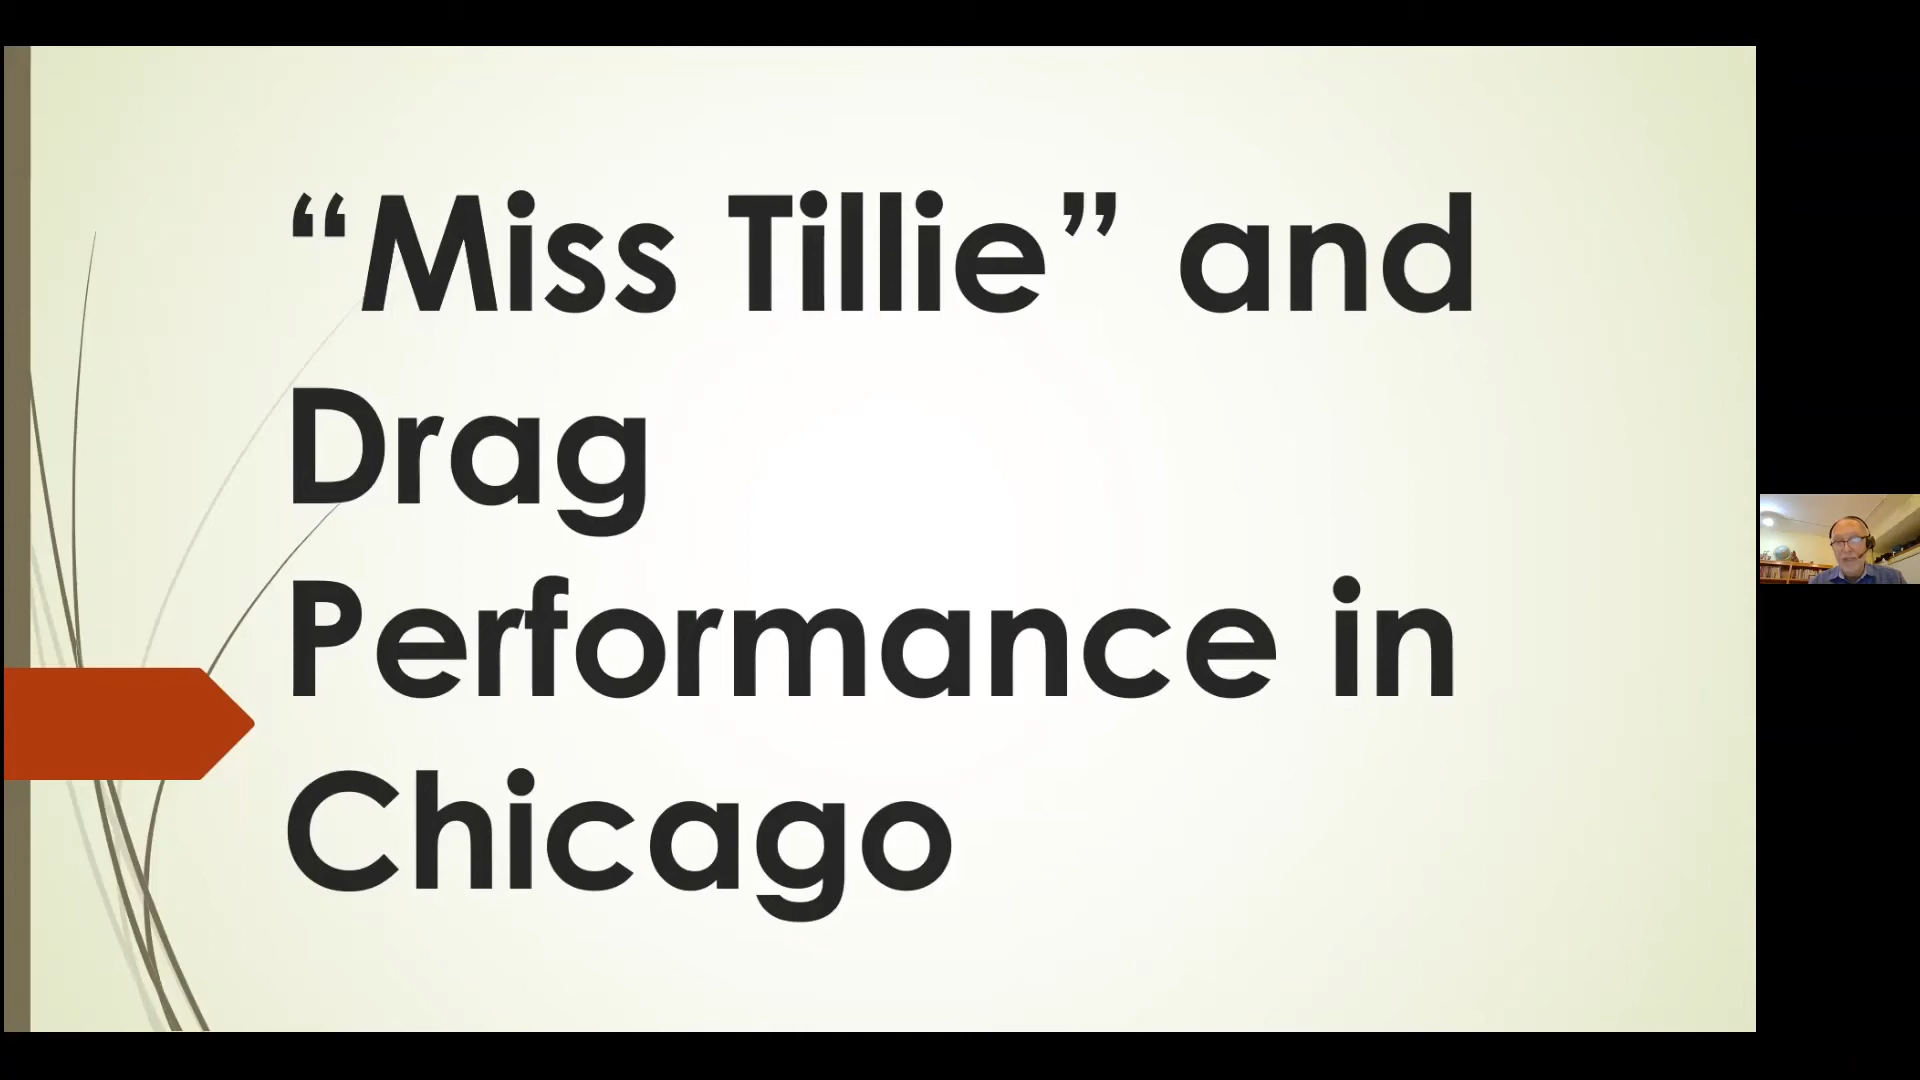 “Miss Tillie” and
Drag
Performance in
Chicago